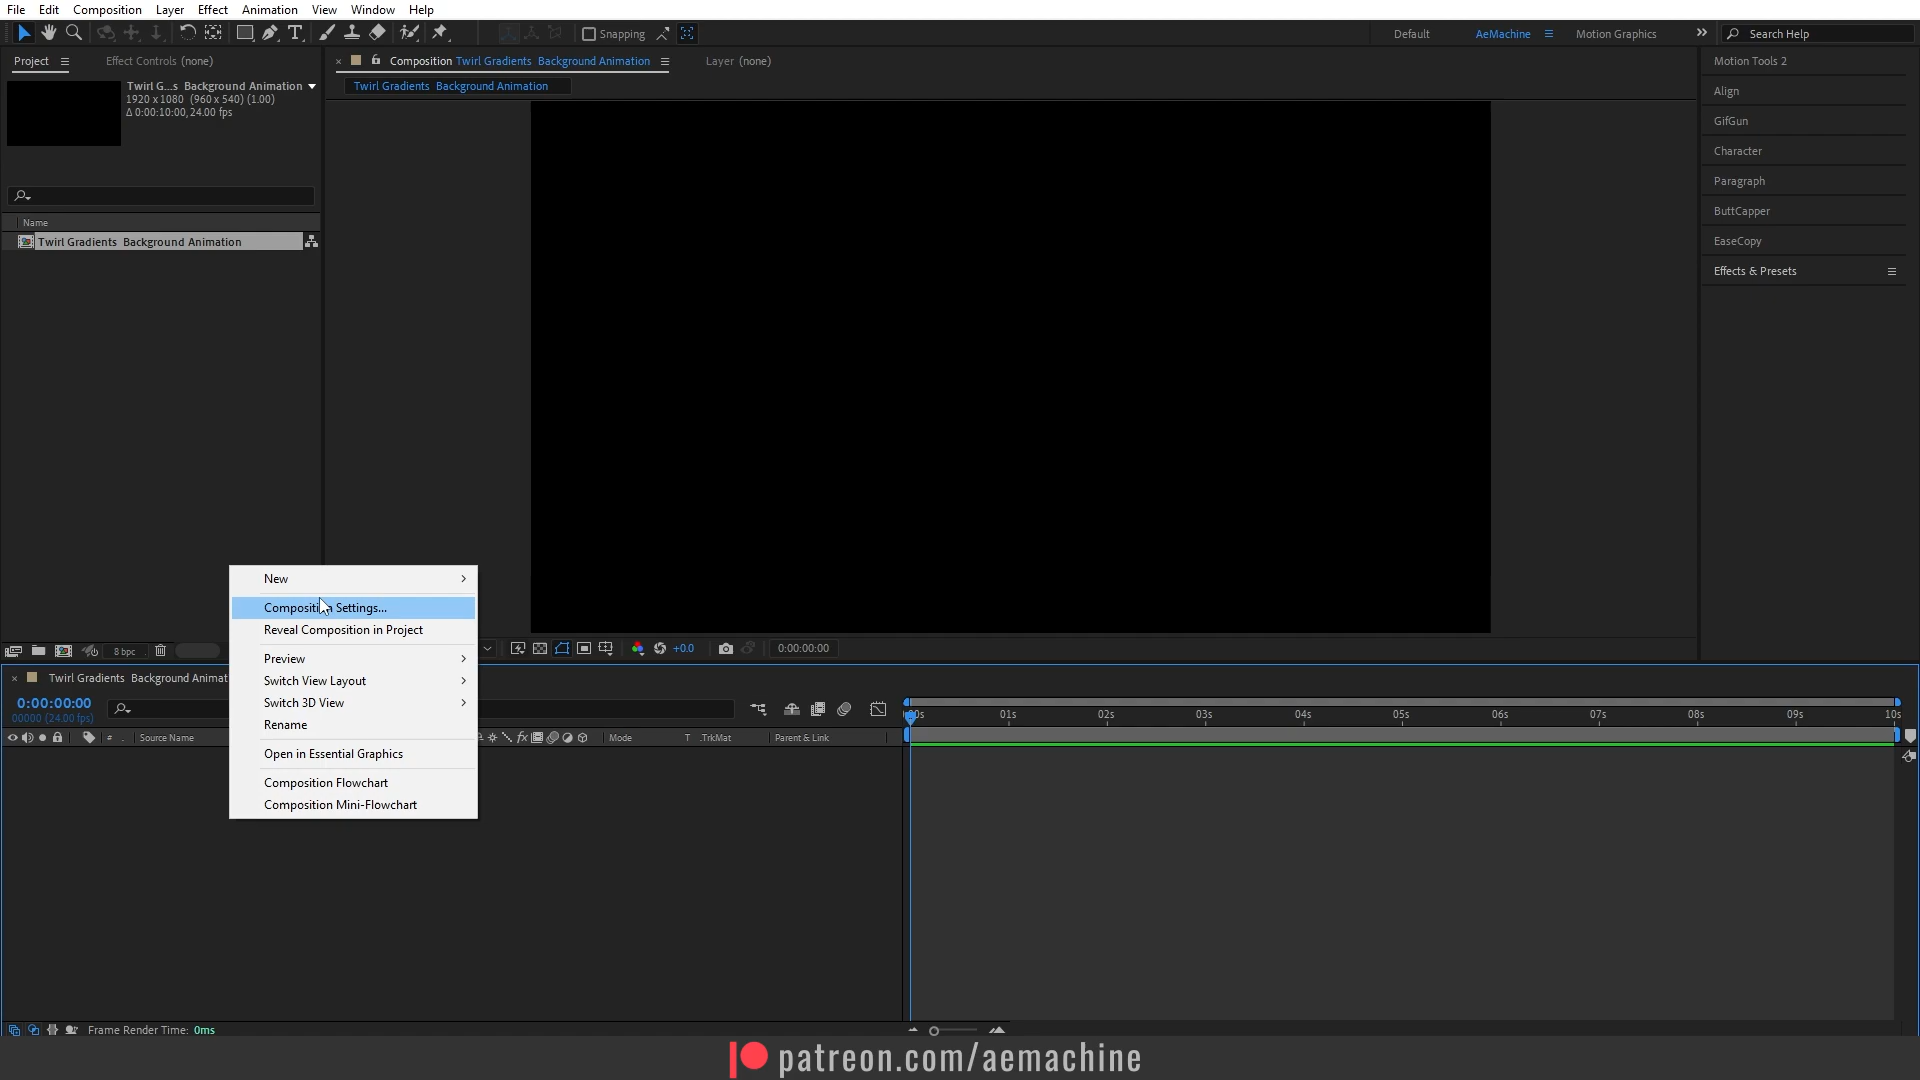 File Edit Composition Layer Effect Animation View Window Help
Snapping Default AeMachine Motion Graphics Search Help
Project Effect Controls (none) Composition Twirl Gradients Background Animation Layer (none)
Twirl Gradients Background Animation
Twirl G...s Background Animation
1920 x 1080 (960 x 540) (1.00)
Δ 0:00:10:00, 24.00 fps
Name
Twirl Gradients Background Animation
Motion Tools 2
Align
GifGun
Character
Paragraph
ButtCapper
EaseCopy
Effects & Presets
New
Composition Settings...
Reveal Composition in Project
Preview
Switch View Layout
Switch 3D View
Rename
Open in Essential Graphics
Composition Flowchart
Composition Mini-Flowchart
8 bpc
+0.0 0:00:00:00
Twirl Gradients Background Animat
0:00:00:00
00000 (24.00 fps)
# Source Name Mode T .TrkMat Parent & Link
00s 01s 02s 03s 04s 05s 06s 07s 08s 09s 10s
Frame Render Time: 0ms
patreon.com/aemachine